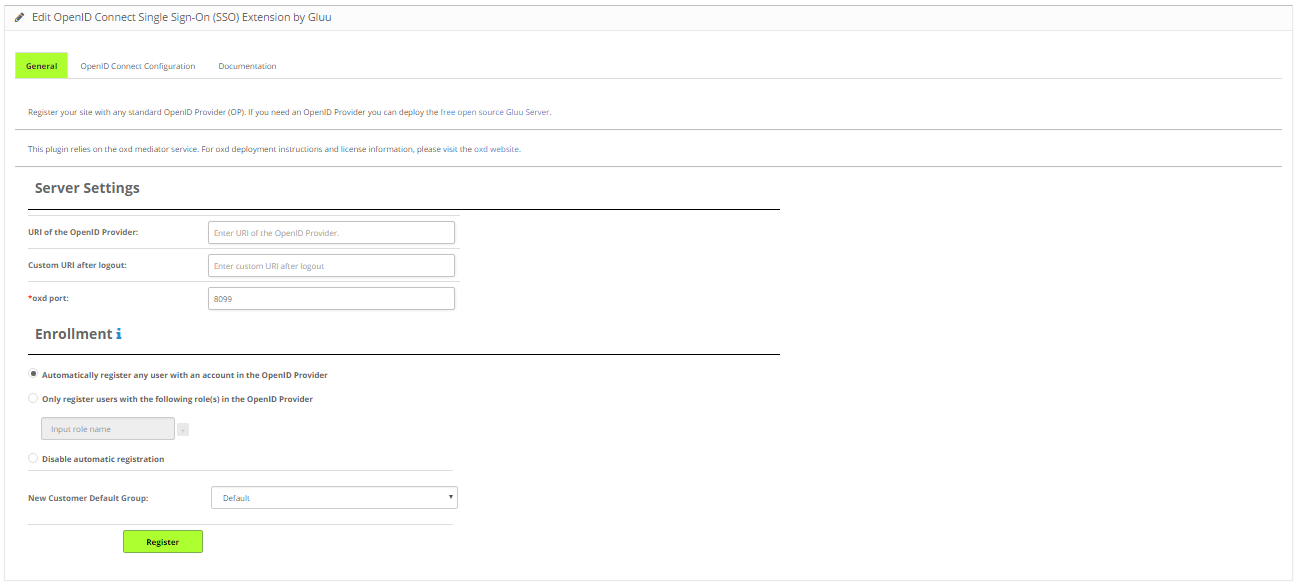 Edit OpenID Connect Single Sign-On (SSO) Extension by Gluu
General OpenID Connect Configuration Documentation
Register your site with any standard OpenID Provider (OP). If you need an OpenID Provider you can deploy the free open source Gluu Server.
This plugin relies on the oxd mediator service. For oxd deployment instructions and license information, please visit the oxd website.
Server Settings
URI of the OpenID Provider: Enter URI of the OpenID Provider.
Custom URI after logout: Enter custom URI after logout
*oxd port: 8099
Enrollment
Automatically register any user with an account in the OpenID Provider
Only register users with the following role(s) in the OpenID Provider
Input role name
Disable automatic registration
New Customer Default Group: Default
Register